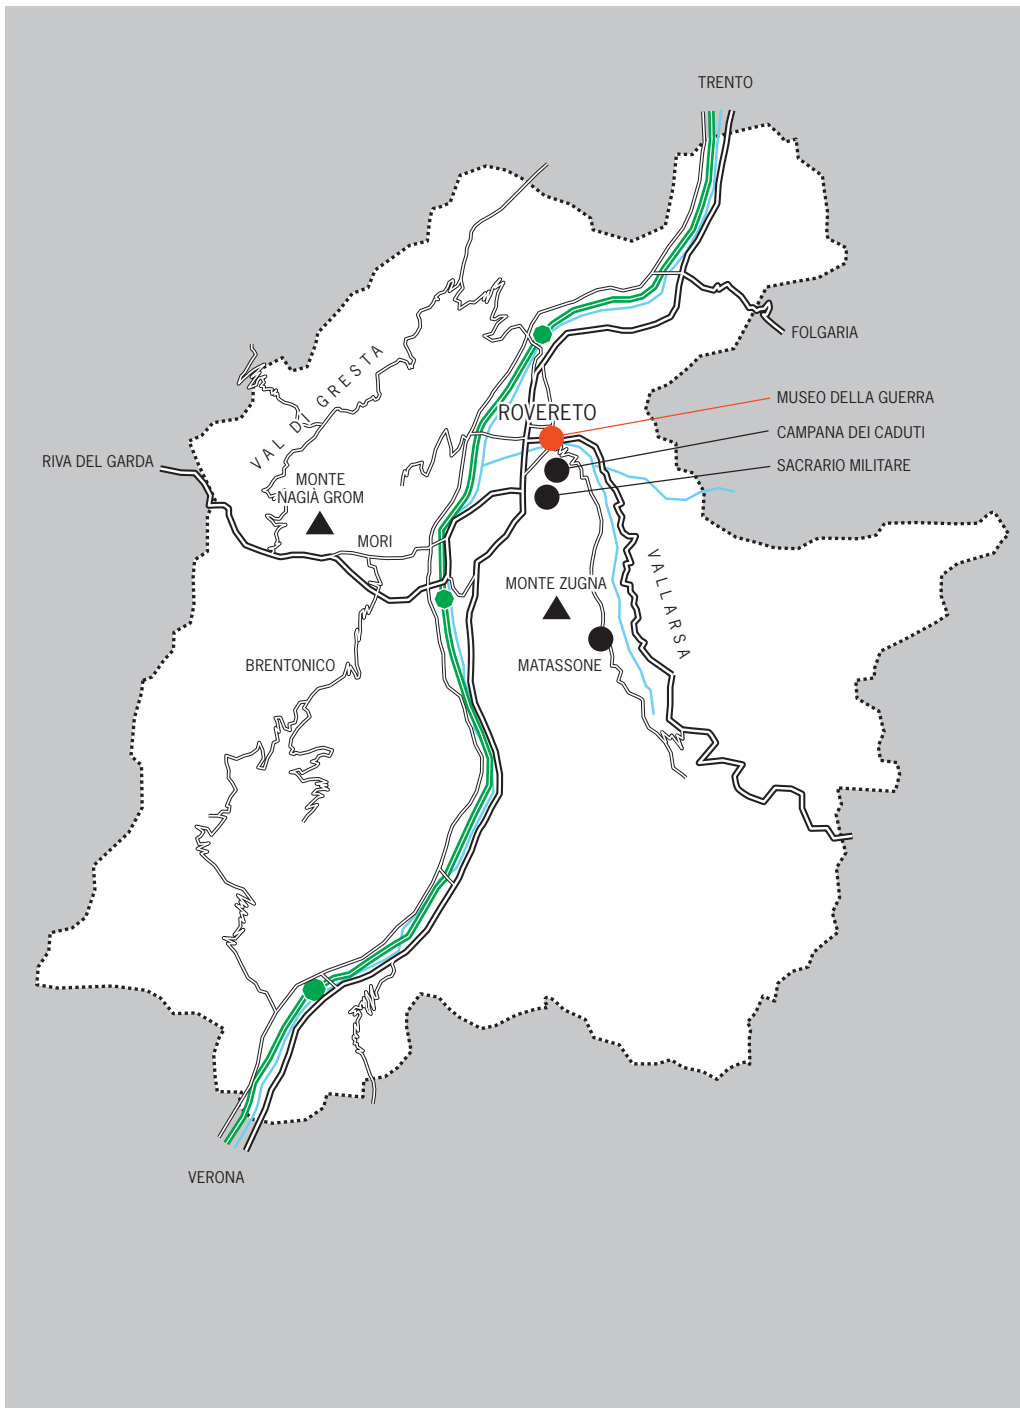 TRENTO
FOLGARIA
VAL DI GRESTA
MUSEO DELLA GUERRA
ROVERETO
CAMPANA DEI CADUTI
RIVA DEL GARDA
SACRARIO MILITARE
MONTE
NAGIÀ GROM
MORI
MONTE ZUGNA
VALLARSA
BRENTONICO
MATASSONE
VERONA